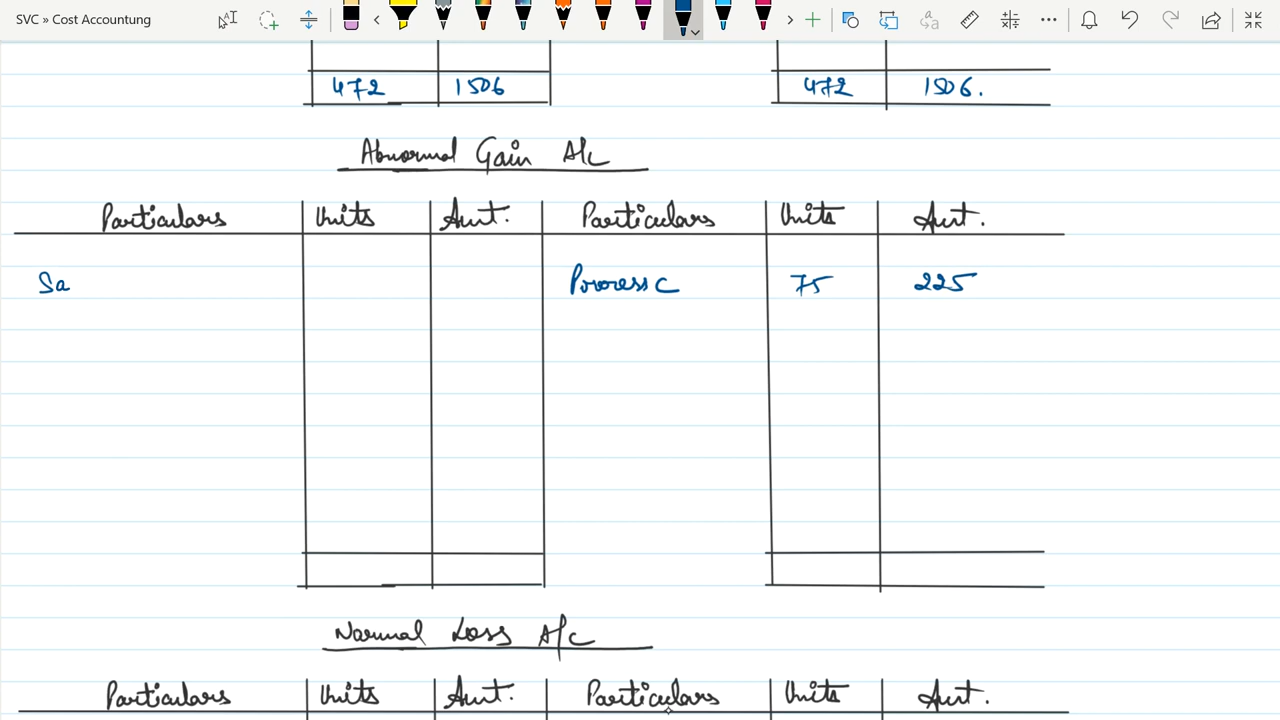 SVC » Cost Accountung
472 1506 472 1506.
Abnormal Gain A/c
Particulars Units Amt. Particulars Units Amt.
Sa Process C 75 225
Normal Loss A/c
Particulars Units Amt. Particulars Units Amt.